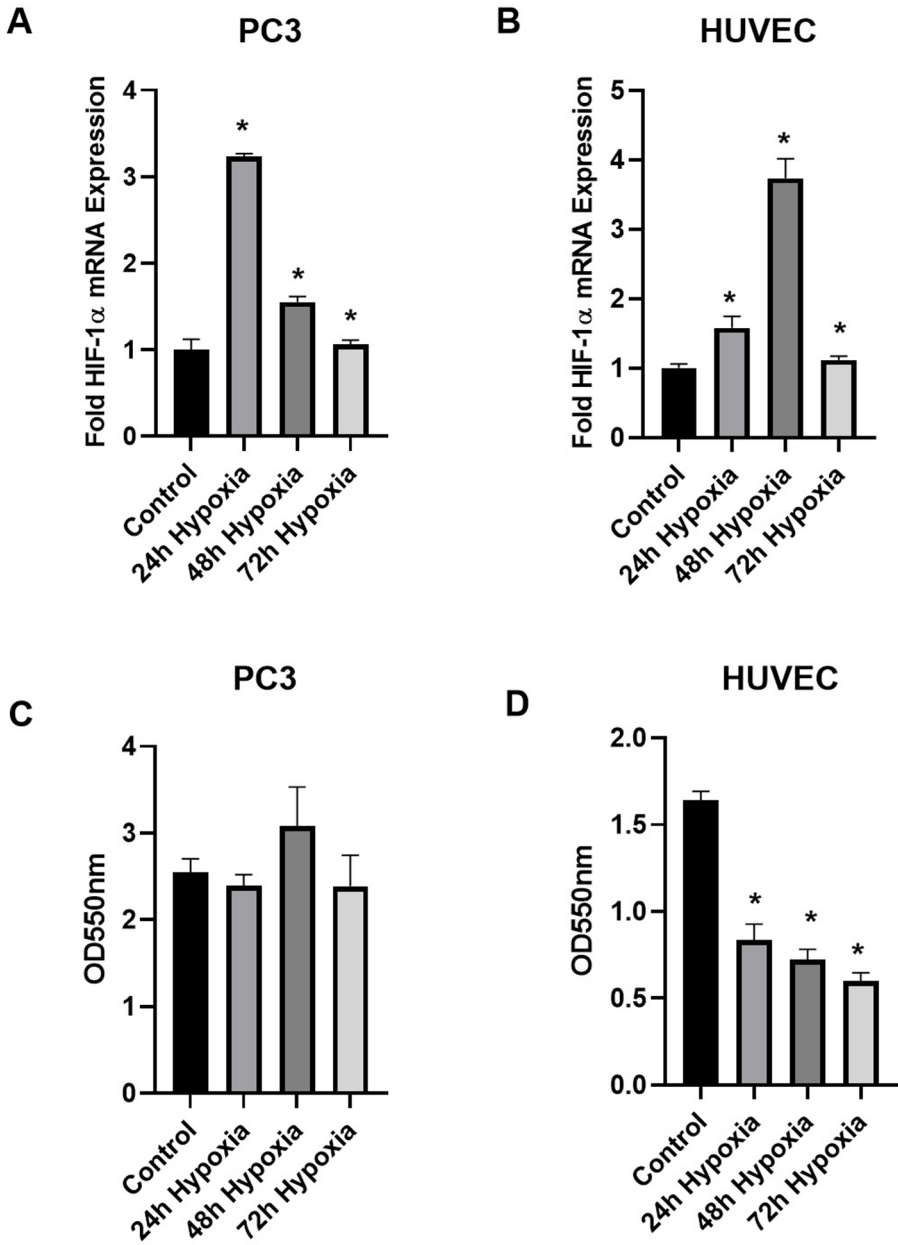 A
PC3
Fold HIF-1α mRNA Expression
4
3
2
1
0
*
*
*
Control
24h Hypoxia
48h Hypoxia
72h Hypoxia
B
HUVEC
Fold HIF-1α mRNA Expression
5
4
3
2
1
0
*
*
*
Control
24h Hypoxia
48h Hypoxia
72h Hypoxia
C
PC3
OD550nm
4
3
2
1
0
Control
24h Hypoxia
48h Hypoxia
72h Hypoxia
D
HUVEC
OD550nm
2.0
1.5
1.0
0.5
0.0
*
*
*
Control
24h Hypoxia
48h Hypoxia
72h Hypoxia